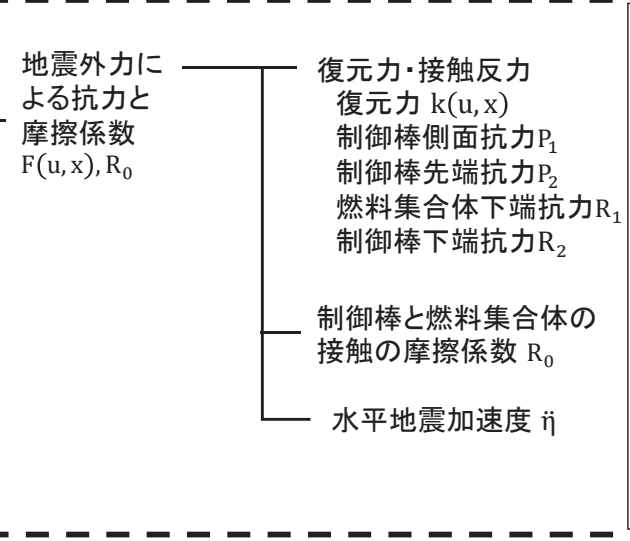 地震外力に
よる抗力と
摩擦係数
F(u,x),R₀
復元力・接触反力
復元力 k(u,x)
制御棒側面抗力P₁
制御棒先端抗力P₂
燃料集合体下端抗力R₁
制御棒下端抗力R₂
制御棒と燃料集合体の
接触の摩擦係数 R₀
水平地震加速度 η̈